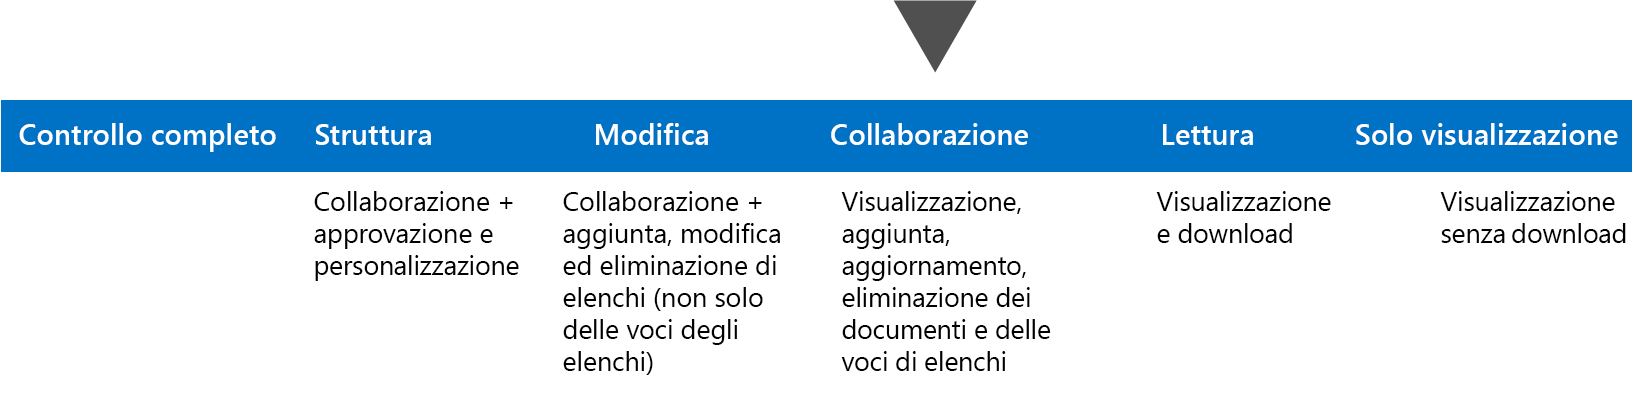 Controllo completo Struttura Modifica Collaborazione Lettura Solo visualizzazione
Collaborazione +
approvazione e
personalizzazione
Collaborazione +
aggiunta, modifica
ed eliminazione di
elenchi (non solo
delle voci degli
elenchi)
Visualizzazione,
aggiunta,
aggiornamento,
eliminazione dei
documenti e delle
voci di elenchi
Visualizzazione
e download
Visualizzazione
senza download